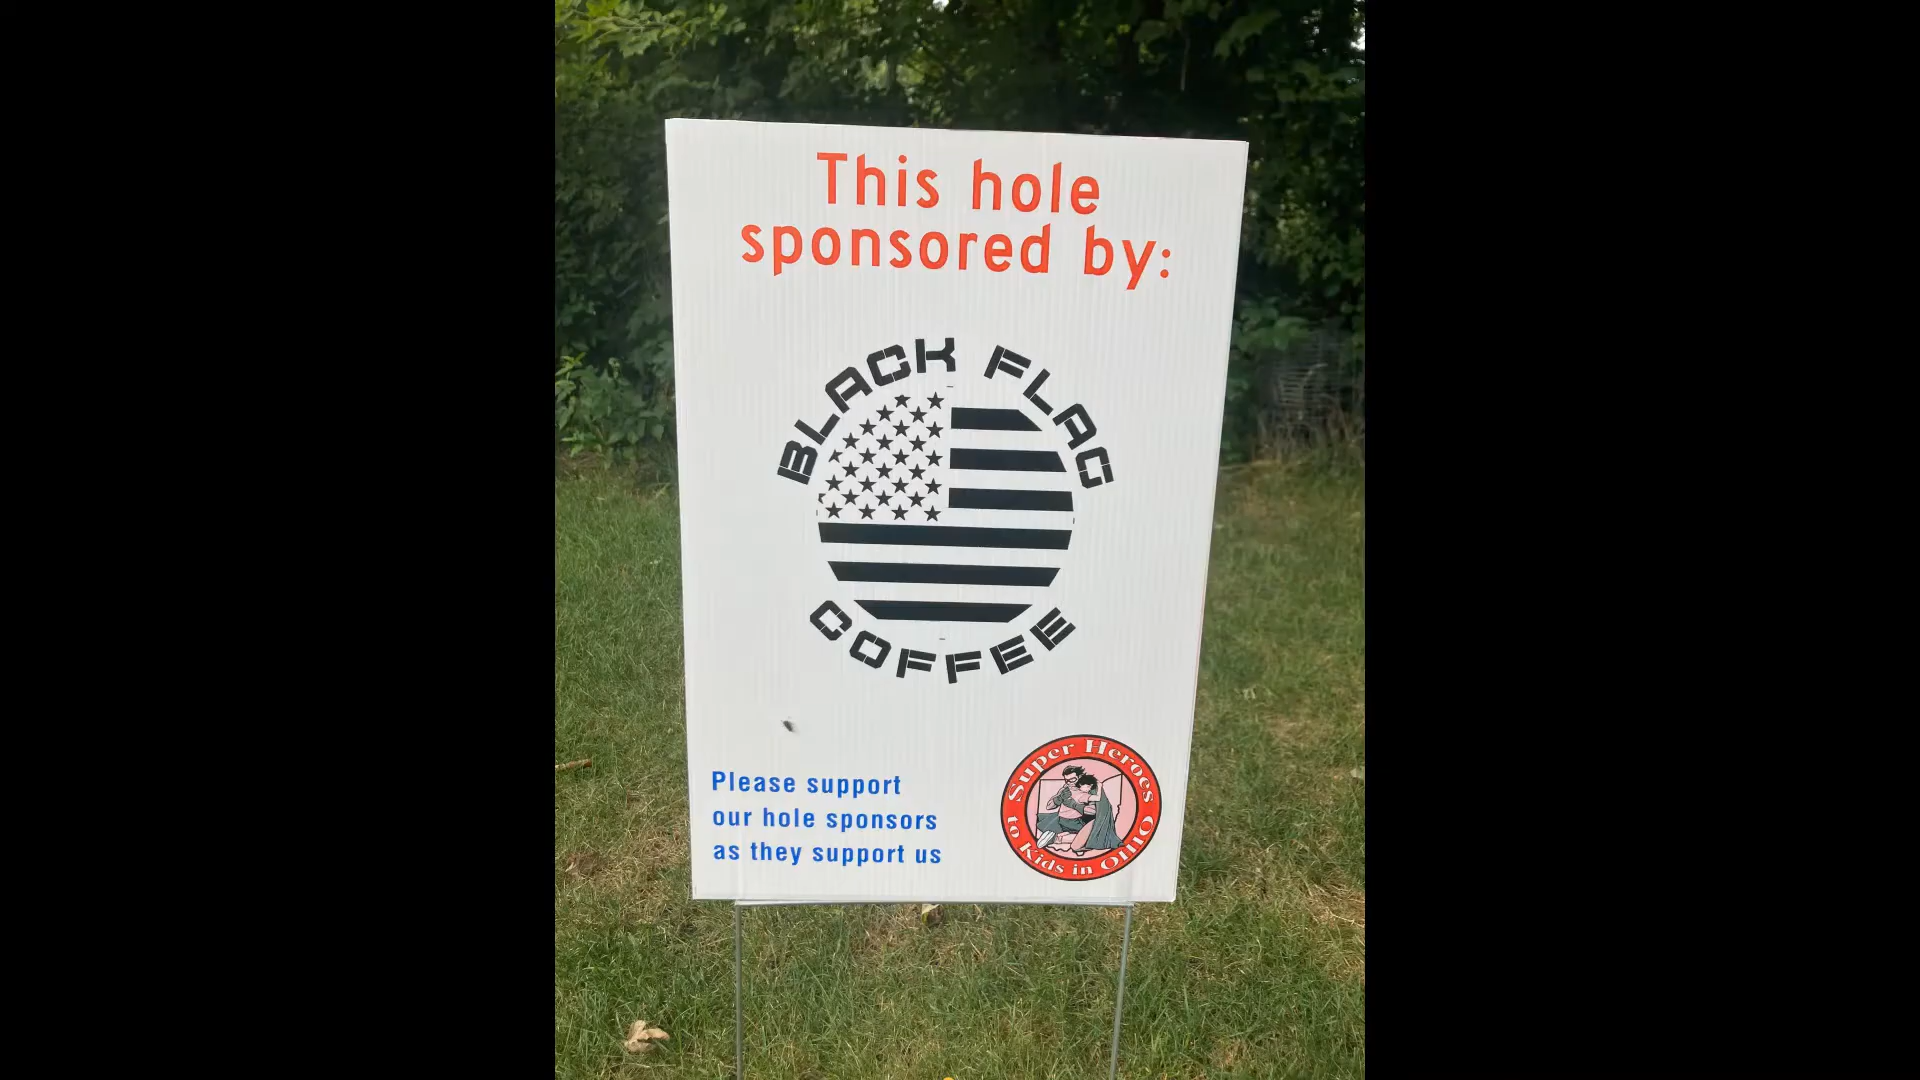 This hole
sponsored by:
BLACK FLAG
COFFEE
Please support
our hole sponsors
as they support us
Super Heroes
to Kids in OHIO